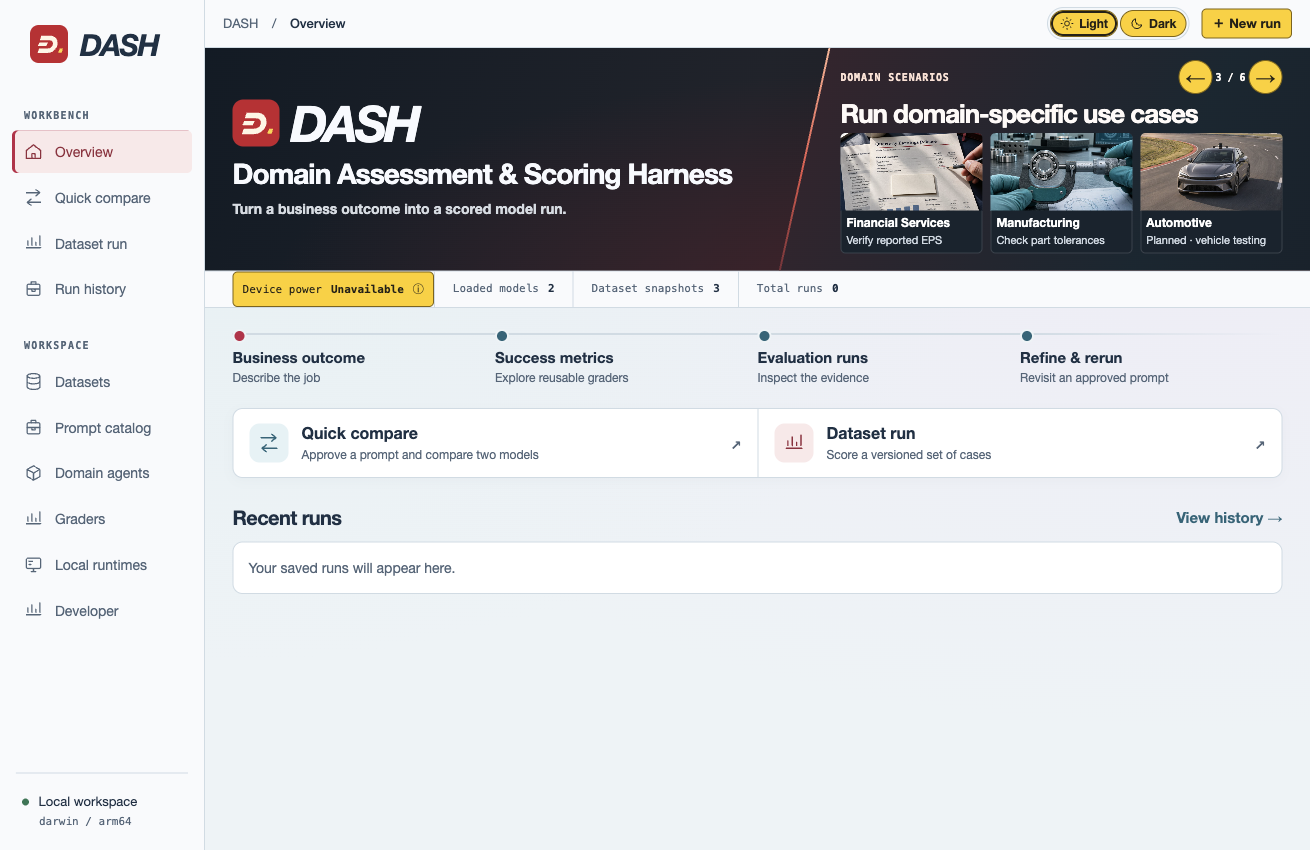 DASH
WORKBENCH
Overview
Quick compare
Dataset run
Run history
WORKSPACE
Datasets
Prompt catalog
Domain agents
Graders
Local runtimes
Developer
Local workspace
darwin / arm64
DASH / Overview
Light
Dark
+ New run
DASH
Domain Assessment & Scoring Harness
Turn a business outcome into a scored model run.
DOMAIN SCENARIOS
← 3 / 6 →
Run domain-specific use cases
Financial Services
Verify reported EPS
Manufacturing
Check part tolerances
Automotive
Planned · vehicle testing
Device power Unavailable ⓘ
Loaded models 2
Dataset snapshots 3
Total runs 0
Business outcome
Describe the job
Success metrics
Explore reusable graders
Evaluation runs
Inspect the evidence
Refine & rerun
Revisit an approved prompt
Quick compare
Approve a prompt and compare two models
↗
Dataset run
Score a versioned set of cases
↗
Recent runs
View history →
Your saved runs will appear here.